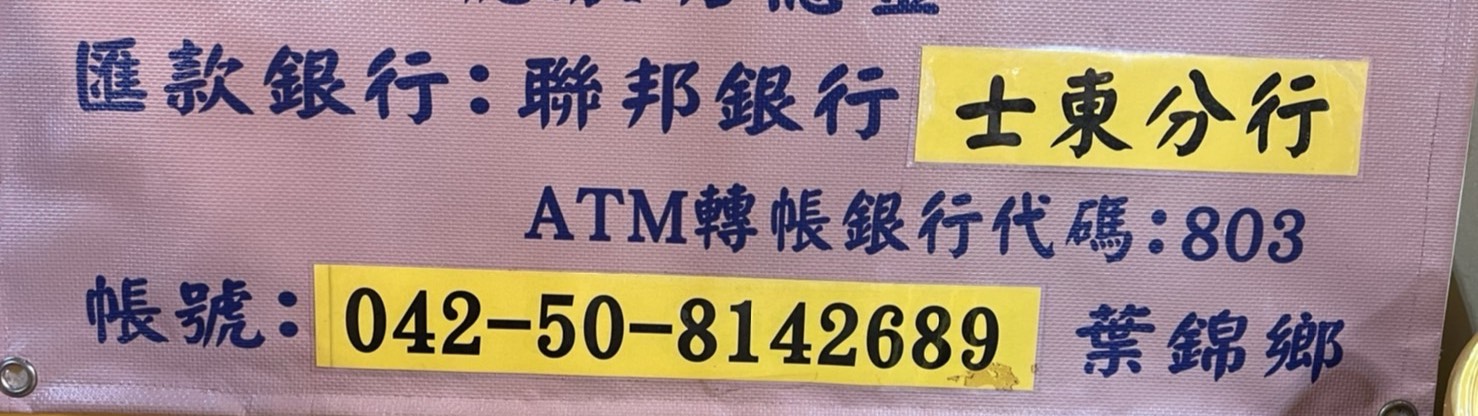 匯款銀行：聯邦銀行 士東分行
ATM轉帳銀行代碼：803
帳號：042-50-8142689 葉錦鄉